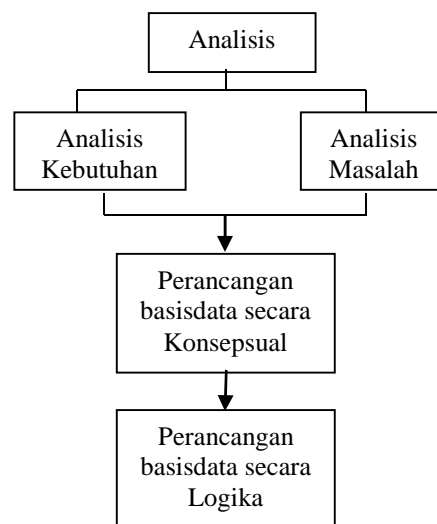 Analisis
Analisis
Kebutuhan
Analisis
Masalah
Perancangan
basisdata secara
Konsepsual
Perancangan
basisdata secara
Logika